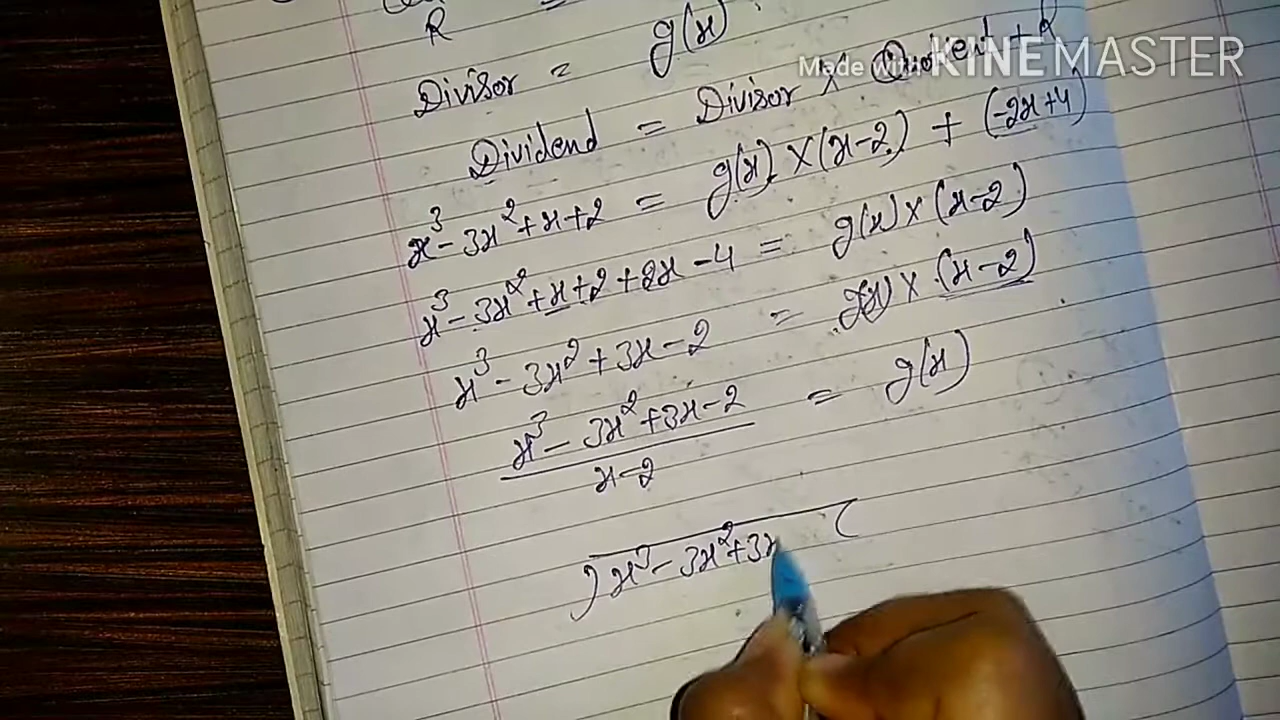 R
Divisor = g(x)
Dividend = Divisor × Quotient + R
x³ - 3x² + x + 2 = g(x) × (x-2) + (-2x+4)
x³ - 3x² + x + 2 + 2x - 4 = g(x) × (x-2)
x³ - 3x² + 3x - 2 = g(x) × (x-2)
x³ - 3x² + 3x - 2 = g(x)
x-2
) x³ - 3x² + 3x (
Made with KINEMASTER